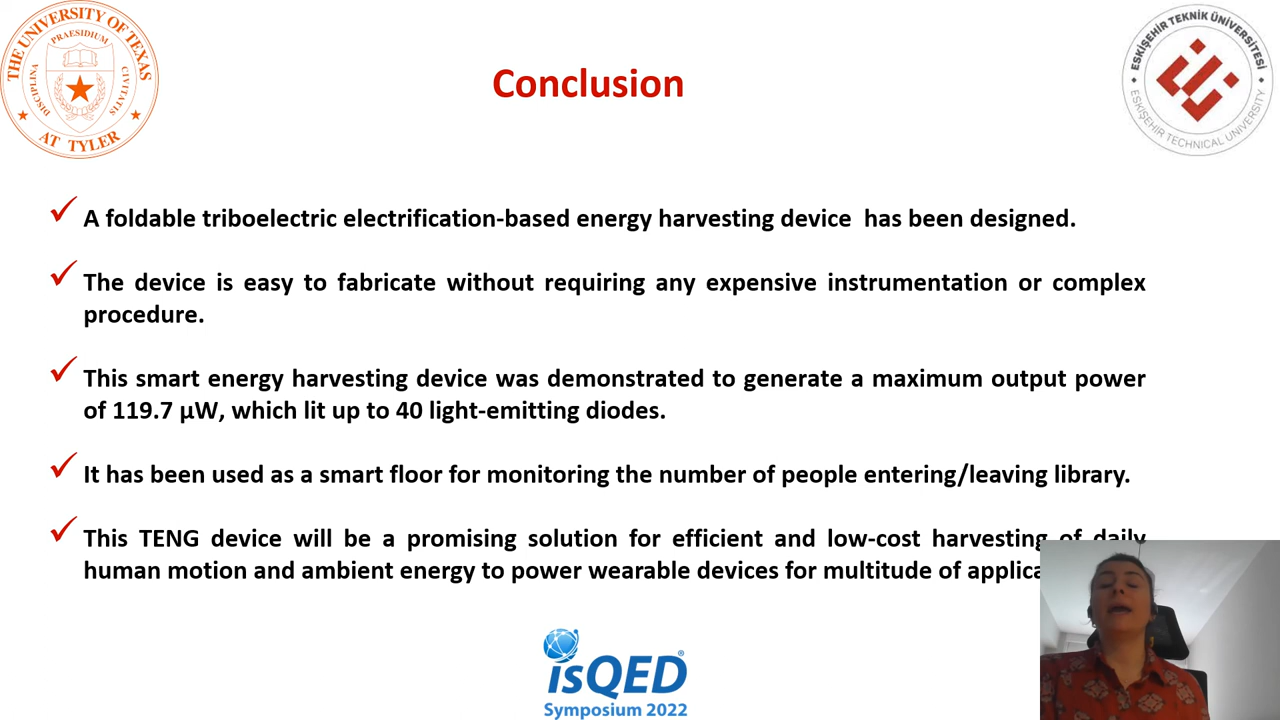 THE UNIVERSITY OF TEXAS
PRAESIDIUM
DISCIPLINA
CIVITATIS
AT TYLER
Conclusion
ESKİŞEHİR TEKNİK ÜNİVERSİTESİ
ESKİŞEHİR TECHNICAL UNIVERSITY
A foldable triboelectric electrification-based energy harvesting device has been designed.
The device is easy to fabricate without requiring any expensive instrumentation or complex
procedure.
This smart energy harvesting device was demonstrated to generate a maximum output power
of 119.7 µW, which lit up to 40 light-emitting diodes.
It has been used as a smart floor for monitoring the number of people entering/leaving library.
This TENG device will be a promising solution for efficient and low-cost harvesting of daily
human motion and ambient energy to power wearable devices for multitude of
isQED®
Symposium 2022